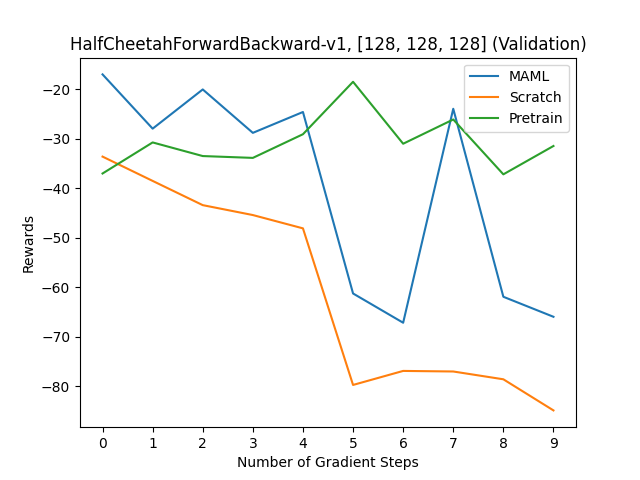 HalfCheetahForwardBackward-v1, [128, 128, 128] (Validation)
MAML
Scratch
Pretrain
Rewards
−20
−30
−40
−50
−60
−70
−80
0 1 2 3 4 5 6 7 8 9
Number of Gradient Steps